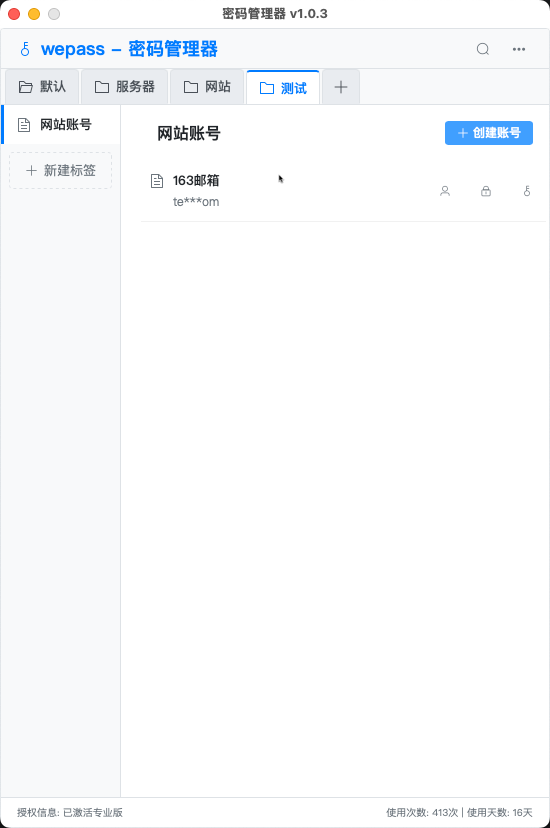 密码管理器 v1.0.3
wepass – 密码管理器
默认
服务器
网站
测试
网站账号
新建标签
网站账号
创建账号
163邮箱
te***om
授权信息: 已激活专业版
使用次数: 413次 | 使用天数: 16天